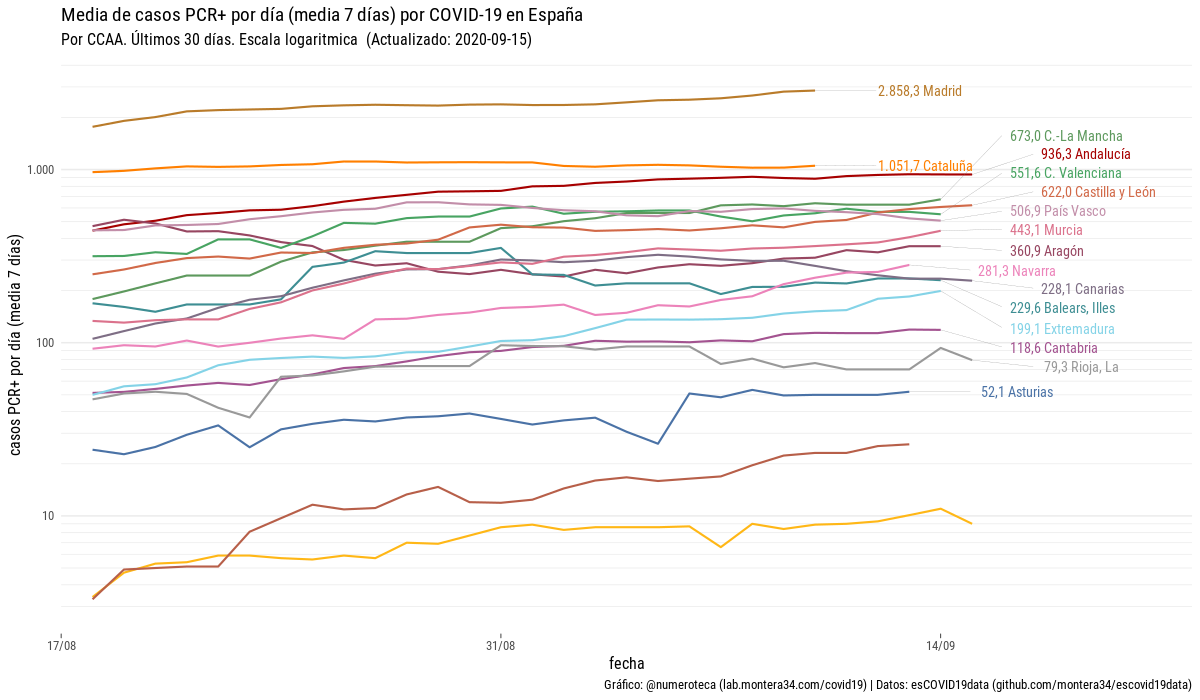 Media de casos PCR+ por día (media 7 días) por COVID-19 en España
Por CCAA. Últimos 30 días. Escala logaritmica  (Actualizado: 2020-09-15)
casos PCR+ por día (media 7 días)
1.000
100
10
2.858,3 Madrid
673,0 C.-La Mancha
936,3 Andalucía
1.051,7 Cataluña
551,6 C. Valenciana
622,0 Castilla y León
506,9 País Vasco
443,1 Murcia
360,9 Aragón
281,3 Navarra
228,1 Canarias
229,6 Balears, Illes
199,1 Extremadura
118,6 Cantabria
79,3 Rioja, La
52,1 Asturias
17/08
31/08
14/09
fecha
Gráfico: @numeroteca (lab.montera34.com/covid19) | Datos: esCOVID19data (github.com/montera34/escovid19data)